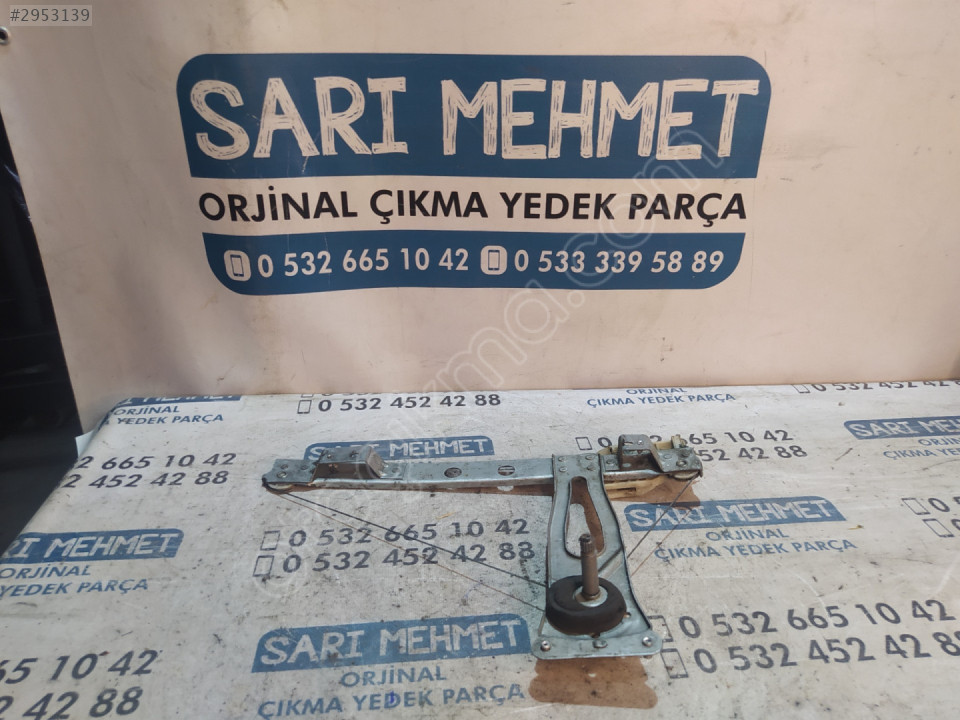 #2953139
SARI MEHMET
ORJİNAL ÇIKMA YEDEK PARÇA
0 532 665 10 42 0 533 339 58 89
0 532 452 42 88
ORJİNAL
ÇIKMA YEDEK PARÇA
0 532 452 42 88
ORJİNAL
YEDEK PARÇA
SARI MEHMET
0 532 665 10 42
0 532 452 42 88
SARI MEHMET
665 10 42
452 42 88
SARI MEHMET
ORJİNAL
ÇIKMA YEDEK PARÇA
SARI MEHMET
ORJİNAL
YEDEK PARÇA
0 532 665 10 42
0 532 452 42 88
0 532 665 10 42
0 532 452 42 88
SARI MEHMET
ORJİNAL
ÇIKMA YEDEK PARÇA
665 10 42
2 42 88